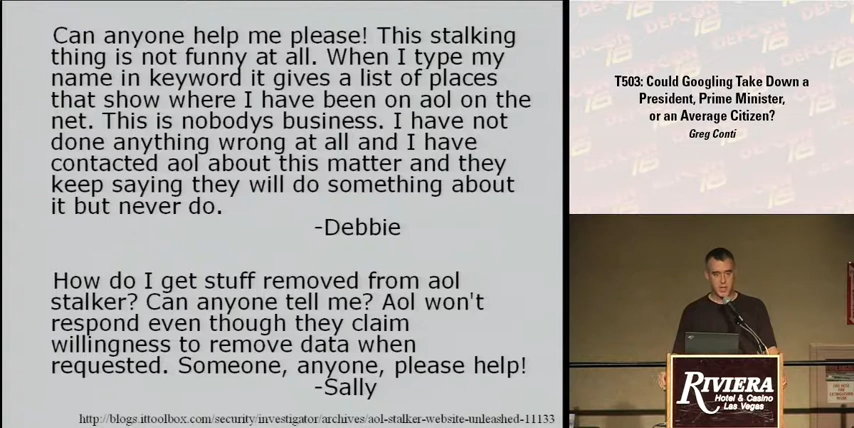 Can anyone help me please! This stalking
thing is not funny at all. When I type my
name in keyword it gives a list of places
that show where I have been on aol on the
net. This is nobodys business. I have not
done anything wrong at all and I have
contacted aol about this matter and they
keep saying they will do something about
it but never do.
-Debbie
How do I get stuff removed from aol
stalker? Can anyone tell me? Aol won't
respond even though they claim
willingness to remove data when
requested. Someone, anyone, please help!
-Sally
http://blogs.ittoolbox.com/security/investigator/archives/aol-stalker-website-unleashed-11133
T503: Could Googling Take Down a
President, Prime Minister,
or an Average Citizen?
Greg Conti
RIVIERA
Hotel & Casino
Las Vegas